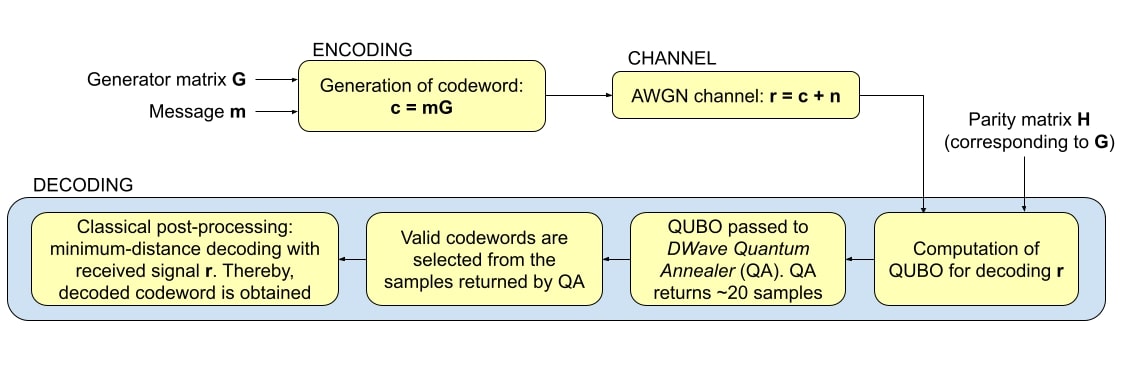 ENCODING
Generator matrix G
Message m
Generation of codeword:
c = mG
CHANNEL
AWGN channel: r = c + n
Parity matrix H
(corresponding to G)
DECODING
Classical post-processing:
minimum-distance decoding with
received signal r. Thereby,
decoded codeword is obtained
Valid codewords are
selected from the
samples returned by QA
QUBO passed to
DWave Quantum
Annealer (QA). QA
returns ~20 samples
Computation of
QUBO for decoding r